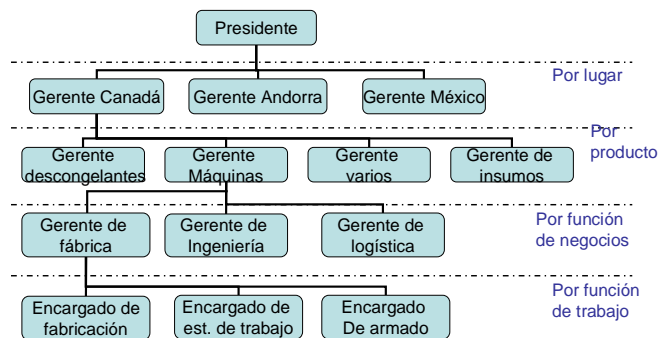 Presidente
Por lugar
Gerente Canadá
Gerente Andorra
Gerente México
Por
producto
Gerente
descongelantes
Gerente
Máquinas
Gerente
varios
Gerente de
insumos
Por función
de negocios
Gerente de
fábrica
Gerente de
Ingeniería
Gerente de
logística
Por función
de trabajo
Encargado de
fabricación
Encargado de
est. de trabajo
Encargado
De armado